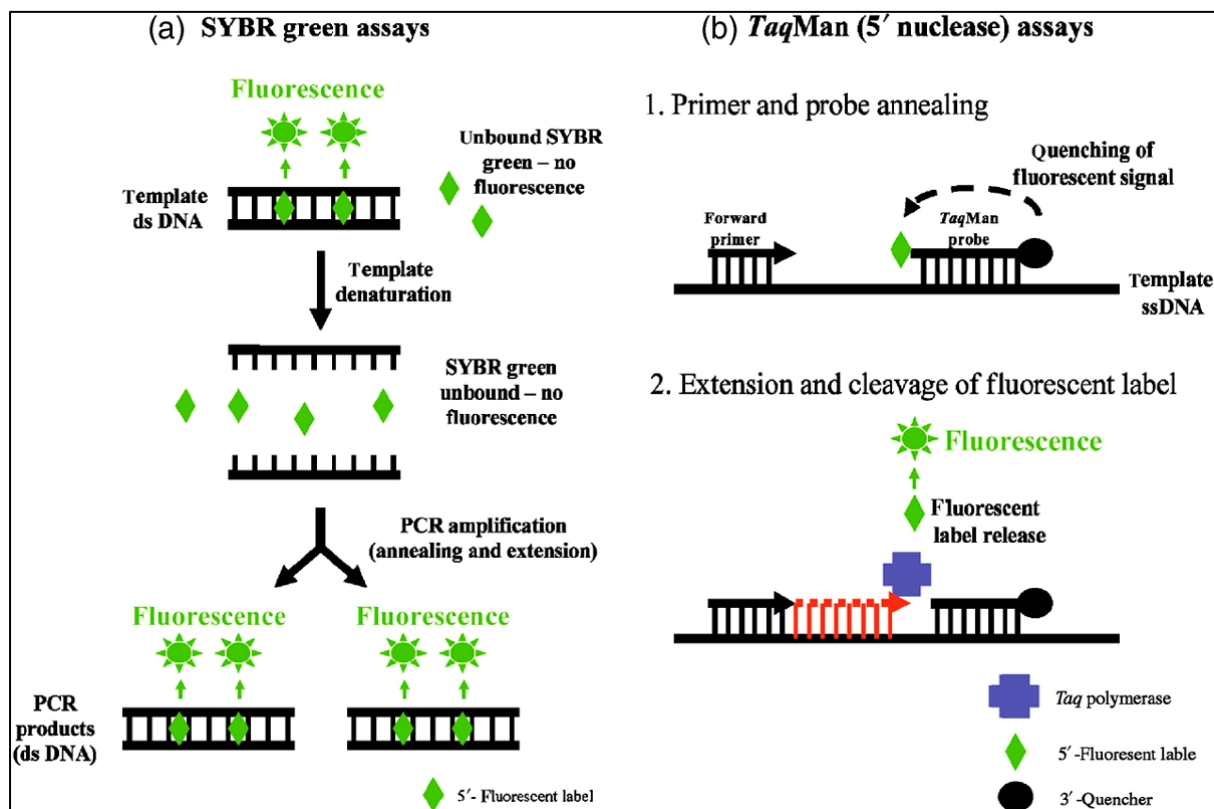 (a) SYBR green assays
Fluorescence
Unbound SYBR
green – no
fluorescence
Template
ds DNA
Template
denaturation
SYBR green
unbound – no
fluorescence
PCR amplification
(annealing and extension)
Fluorescence
Fluorescence
PCR
products
(ds DNA)
5′- Fluorescent label
(b) TaqMan (5′ nuclease) assays
1. Primer and probe annealing
Quenching of
fluorescent signal
Forward
primer
TaqMan
probe
Template
ssDNA
2. Extension and cleavage of fluorescent label
Fluorescence
Fluorescent
label release
Taq polymerase
5′-Fluoresent lable
3′-Quencher